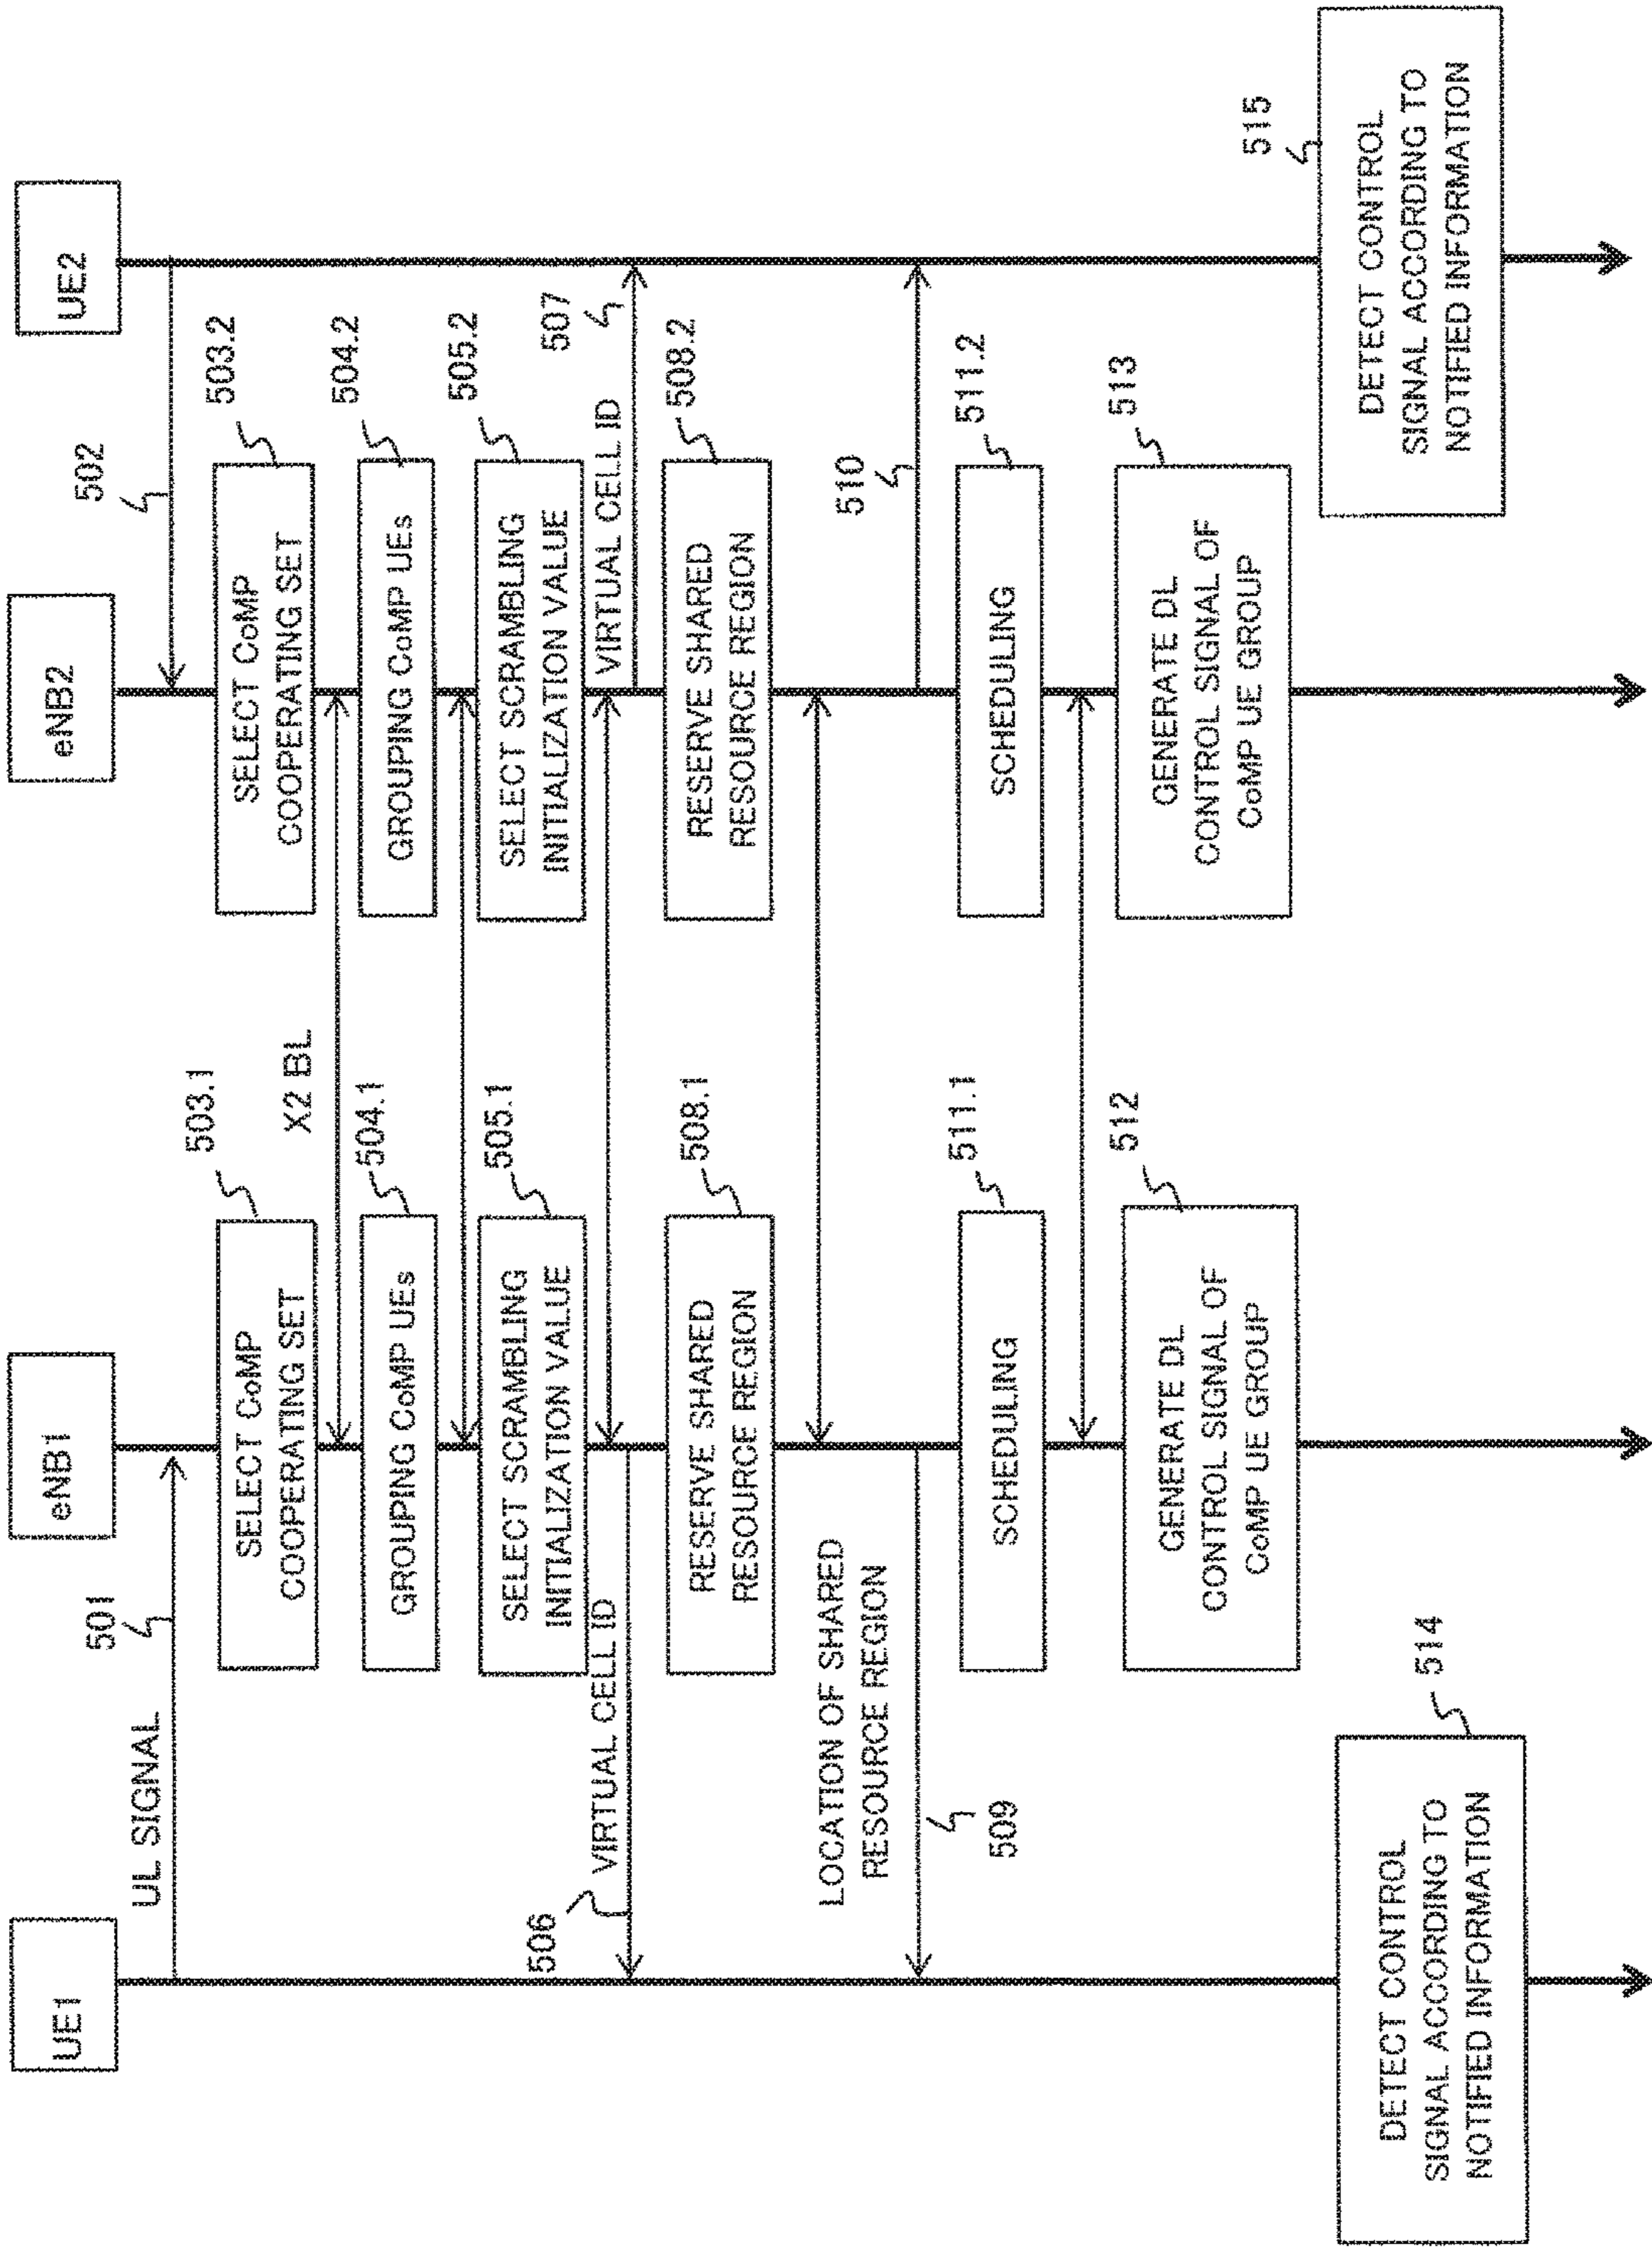 UE1
eNB1
eNB2
UE2
UL SIGNAL
501
502
SELECT CoMP
COOPERATING SET
503.1
SELECT CoMP
COOPERATING SET
503.2
X2 BL
GROUPING CoMP UEs
504.1
GROUPING CoMP UEs
504.2
SELECT SCRAMBLING
INITIALIZATION VALUE
505.1
SELECT SCRAMBLING
INITIALIZATION VALUE
505.2
506
VIRTUAL CELL ID
VIRTUAL CELL ID
507
RESERVE SHARED
RESOURCE REGION
508.1
RESERVE SHARED
RESOURCE REGION
508.2
LOCATION OF SHARED
RESOURCE REGION
509
510
SCHEDULING
511.1
SCHEDULING
511.2
GENERATE DL
CONTROL SIGNAL OF
CoMP UE GROUP
512
GENERATE DL
CONTROL SIGNAL OF
CoMP UE GROUP
513
DETECT CONTROL
SIGNAL ACCORDING TO
NOTIFIED INFORMATION
514
DETECT CONTROL
SIGNAL ACCORDING TO
NOTIFIED INFORMATION
515